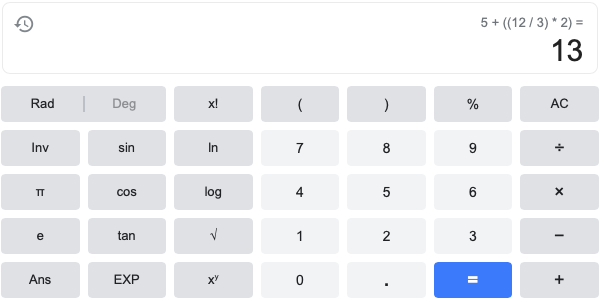 5 + ((12 / 3) * 2) =
13
Rad | Deg x! ( ) % AC
Inv sin ln 7 8 9 ÷
π cos log 4 5 6 ×
e tan √ 1 2 3 −
Ans EXP xʸ 0 . = +